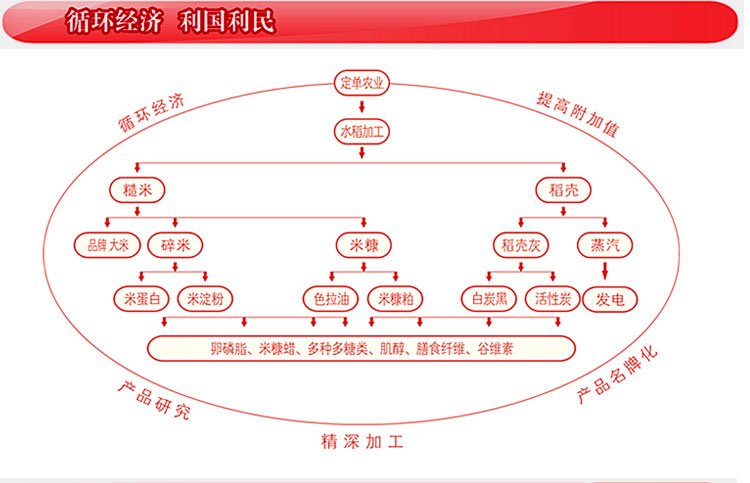 循环经济 利国利民
定单农业
循环经济
提高附加值
水稻加工
糙米
稻壳
品牌大米
碎米
米糠
稻壳灰
蒸汽
米蛋白
米淀粉
色拉油
米糠粕
白炭黑
活性炭
发电
卵磷脂、米糠蜡、多种多糖类、肌醇、膳食纤维、谷维素
产品研究
产品名牌化
精深加工